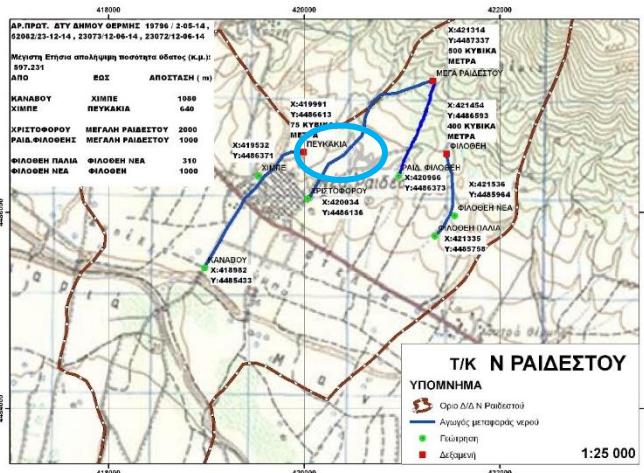 418000
420000
422000
ΑΡ.ΠΡΩΤ. ΔΤΥ ΔΗΜΟΥ ΘΕΡΜΗΣ 19796 / 2-05-14 ,
52082/23-12-14 , 23073/12-06-14 , 23072/12-06-14
Μέγιστη Ετήσια απολήψιμη ποσότητα ύδατος (κ.μ.):
597.231
ΑΠΟ ΕΩΣ ΑΠΟΣΤΑΣΗ ( m)
ΚΑΝΑΒΟΥ ΧΙΜΠΕ 1080
ΧΙΜΠΕ ΠΕΥΚΑΚΙΑ 640
ΧΡΙΣΤΟΦΟΡΟΥ ΜΕΓΑΛΗ ΡΑΙΔΕΣΤΟΥ 2000
ΡΑΙΔ.ΦΙΛΟΘΕΗΣ ΜΕΓΑΛΗ ΡΑΙΔΕΣΤΟΥ 1000
ΦΙΛΟΘΕΗ ΠΑΛΙΑ ΦΙΛΟΘΕΗ ΝΕΑ 310
ΦΙΛΟΘΕΗ ΝΕΑ ΦΙΛΟΘΕΗ 1000
X:421314
Y:4487337
500 ΚΥΒΙΚΑ
ΜΕΤΡΑ
ΜΕΓΑ ΡΑΙΔΕΣΤΟΥ
X:419991
Y:4486613
75 ΚΥΒΙΚΑ
ΜΕΤΡΑ
ΠΕΥΚΑΚΙΑ
X:421454
Y:4486593
400 ΚΥΒΙΚΑ
ΜΕΤΡΑ
ΦΙΛΟΘΕΗ
X:419532
Y:4486371
ΧΙΜΠΕ
ΡΑΙΔ. ΦΙΛΟΘΕΗ
X:420966
Y:4486373
ΧΡΙΣΤΟΦΟΡΟΥ
X:420034
Y:4486136
X:421536
Y:4485964
ΦΙΛΟΘΕΗ ΝΕΑ
ΦΙΛΟΘΕΗ ΠΑΛΙΑ
X:421335
Y:4485758
ΚΑΝΑΒΟΥ
X:418982
Y:4485433
Τ/Κ Ν ΡΑΙΔΕΣΤΟΥ
ΥΠΟΜΝΗΜΑ
Οριο Δ/Δ Ν Ραιδεστού
Αγωγός μεταφοράς νερού
Γεώτρηση
Δεξαμενή
1:25 000
418000
420000
422000